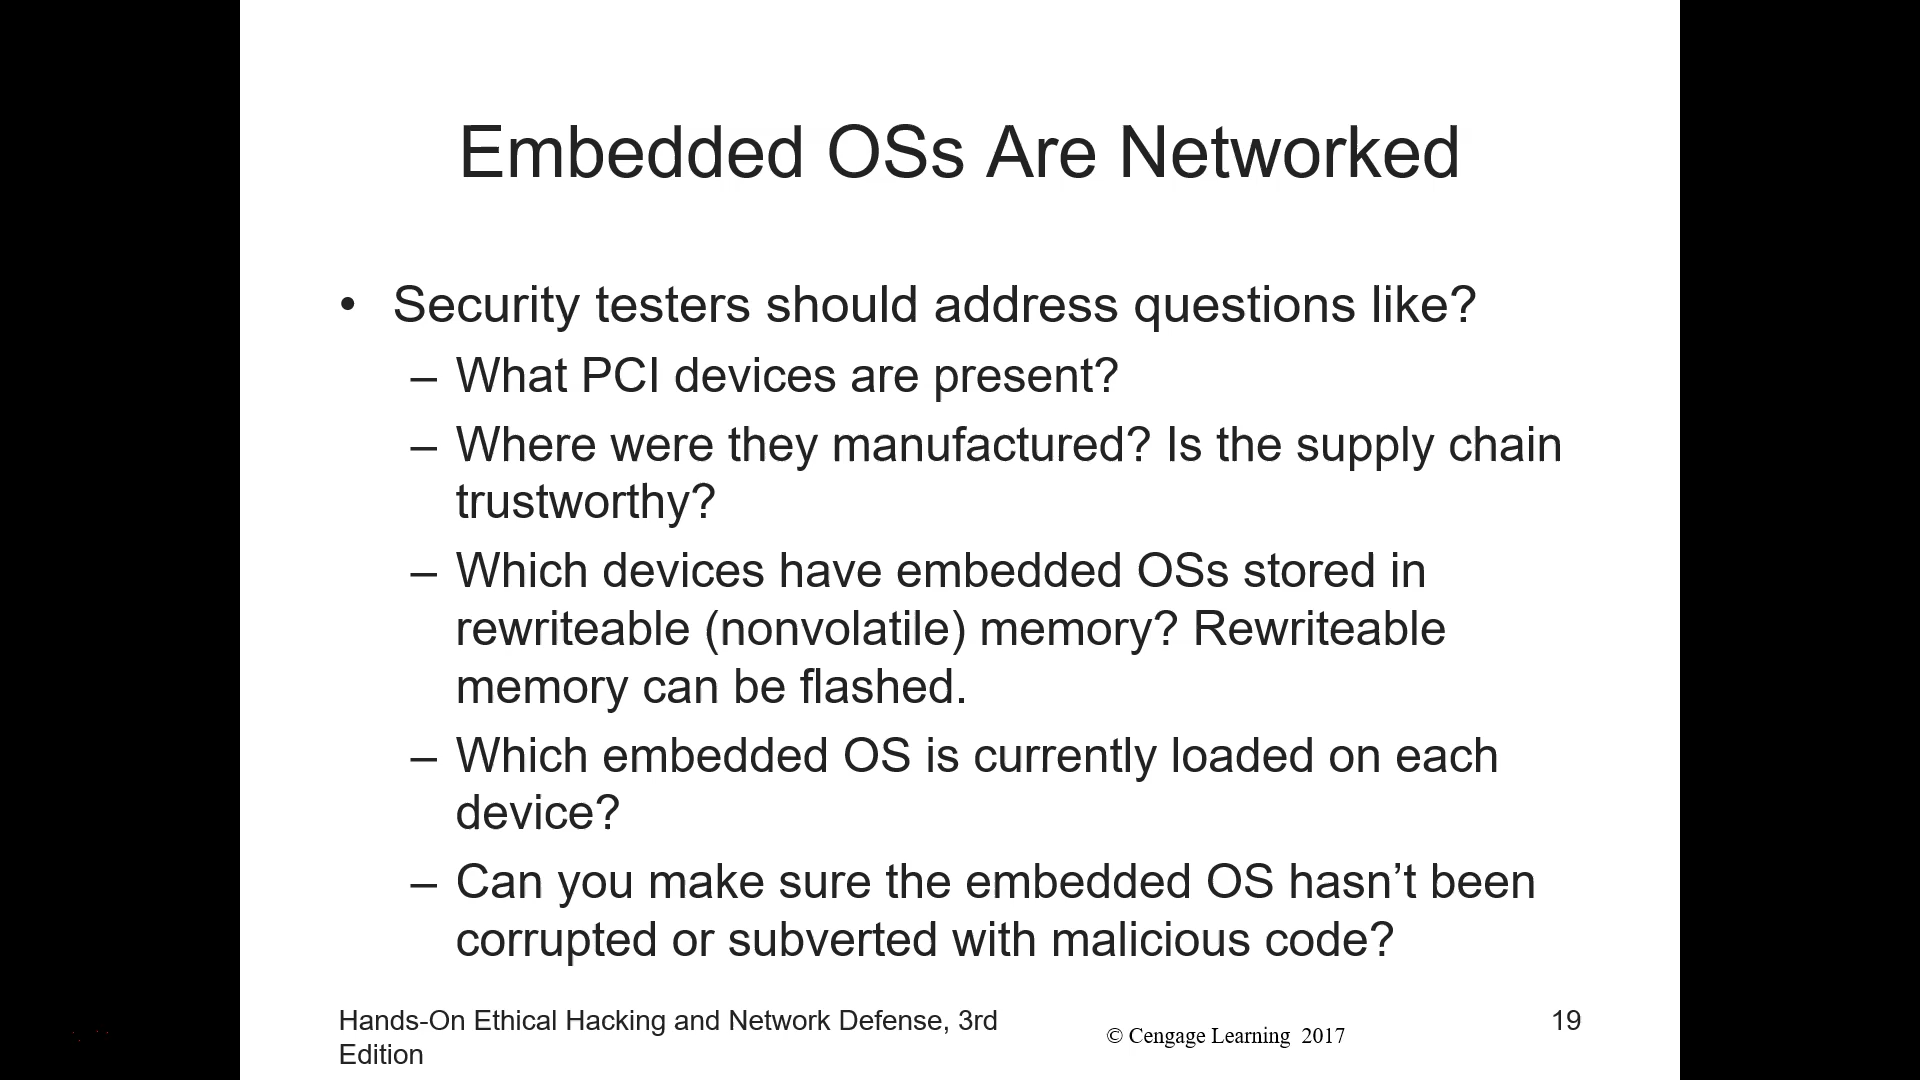 Embedded OSs Are Networked
• Security testers should address questions like?
– What PCI devices are present?
– Where were they manufactured? Is the supply chain
trustworthy?
– Which devices have embedded OSs stored in
rewriteable (nonvolatile) memory? Rewriteable
memory can be flashed.
– Which embedded OS is currently loaded on each
device?
– Can you make sure the embedded OS hasn’t been
corrupted or subverted with malicious code?
Hands-On Ethical Hacking and Network Defense, 3rd
Edition
© Cengage Learning 2017
19